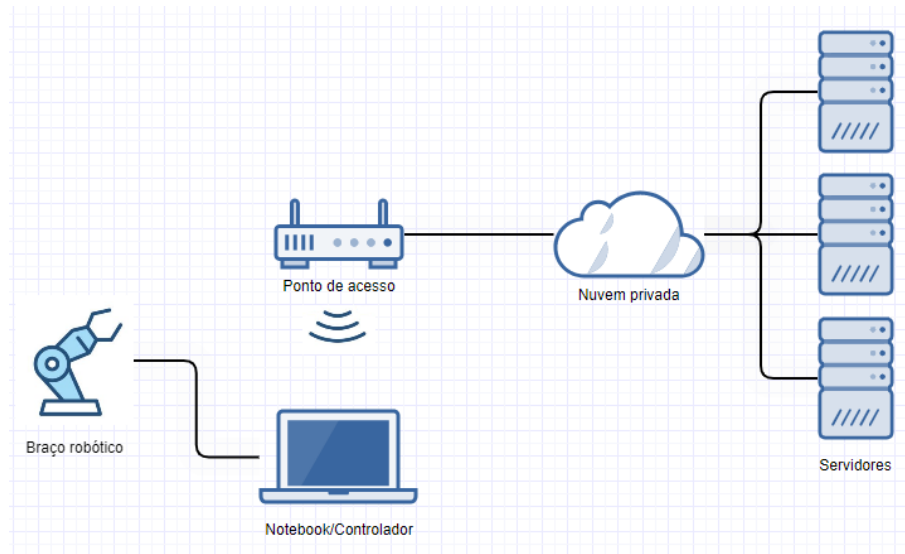 Ponto de acesso
Nuvem privada
Braço robótico
Servidores
Notebook/Controlador